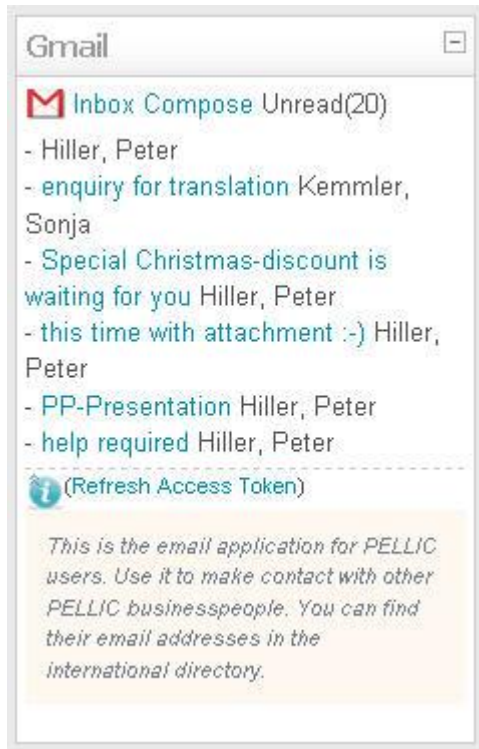 Gmail
Inbox Compose Unread(20)
- Hiller, Peter
- enquiry for translation Kemmler,
Sonja
- Special Christmas-discount is
waiting for you Hiller, Peter
- this time with attachment :-) Hiller,
Peter
- PP-Presentation Hiller, Peter
- help required Hiller, Peter
(Refresh Access Token)
This is the email application for PELLIC
users. Use it to make contact with other
PELLIC businesspeople. You can find
their email addresses in the
international directory.